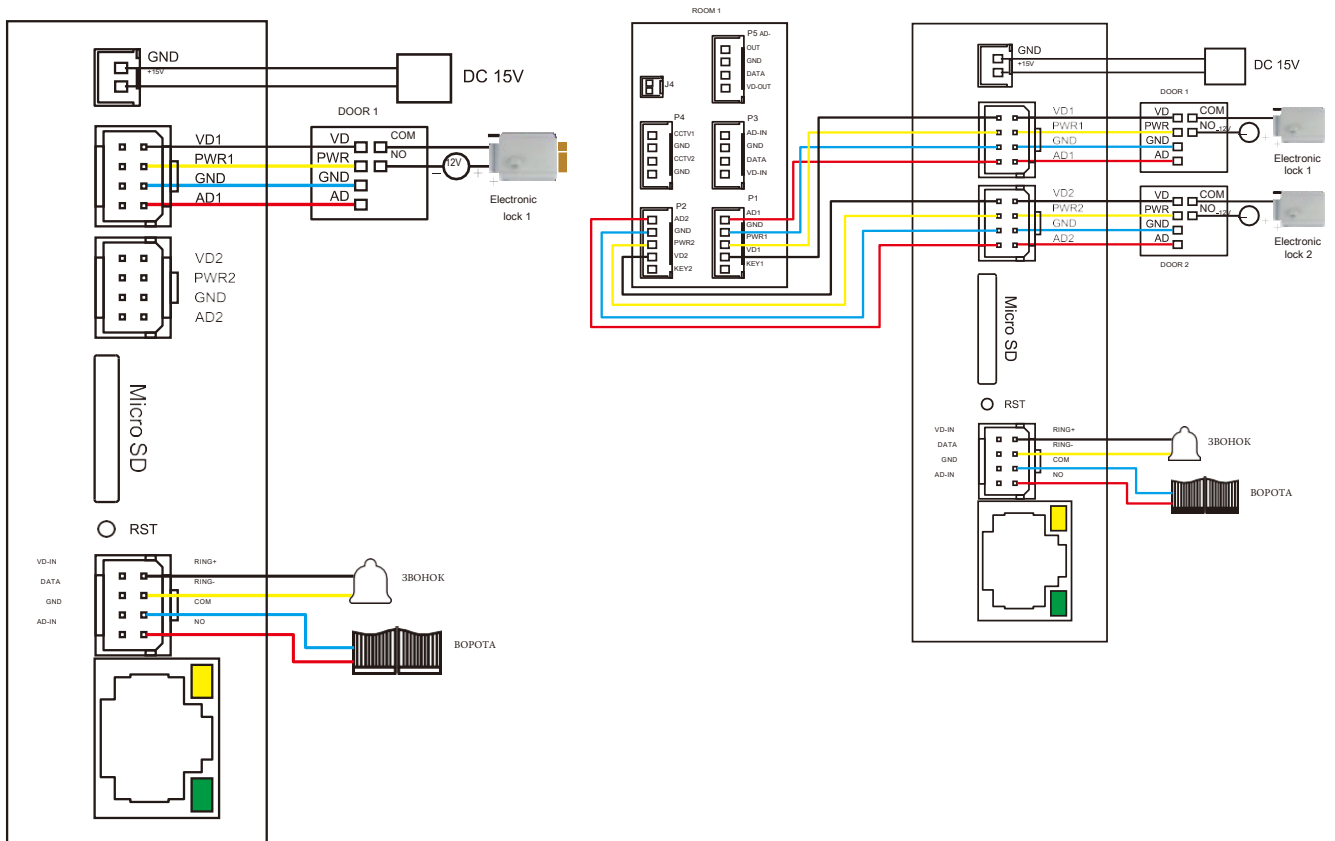 GND
+15V
DC 15V
DOOR 1
VD1
PWR1
GND
AD1
VD
PWR
GND
AD
COM
NO
12V
Electronic
lock 1
VD2
PWR2
GND
AD2
Micro SD
RST
VD-IN
DATA
GND
AD-IN
RING+
RING-
COM
NO
ЗВОНОК
ВОРОТА
ROOM 1
P5 AD-
OUT
GND
DATA
VD-OUT
J4
P4
CCTV1
GND
CCTV2
GND
P3
AD-IN
GND
DATA
VD-IN
P2
AD2
GND
PWR2
VD2
KEY2
P1
AD1
GND
PWR1
VD1
KEY1
GND
+15V
DC 15V
DOOR 1
VD1
PWR1
GND
AD1
VD
PWR
GND
AD
COM
NO
12V
Electronic
lock 1
VD2
PWR2
GND
AD2
VD
PWR
GND
AD
COM
NO
12V
DOOR 2
Electronic
lock 2
Micro SD
RST
VD-IN
DATA
GND
AD-IN
RING+
RING-
COM
NO
ЗВОНОК
ВОРОТА